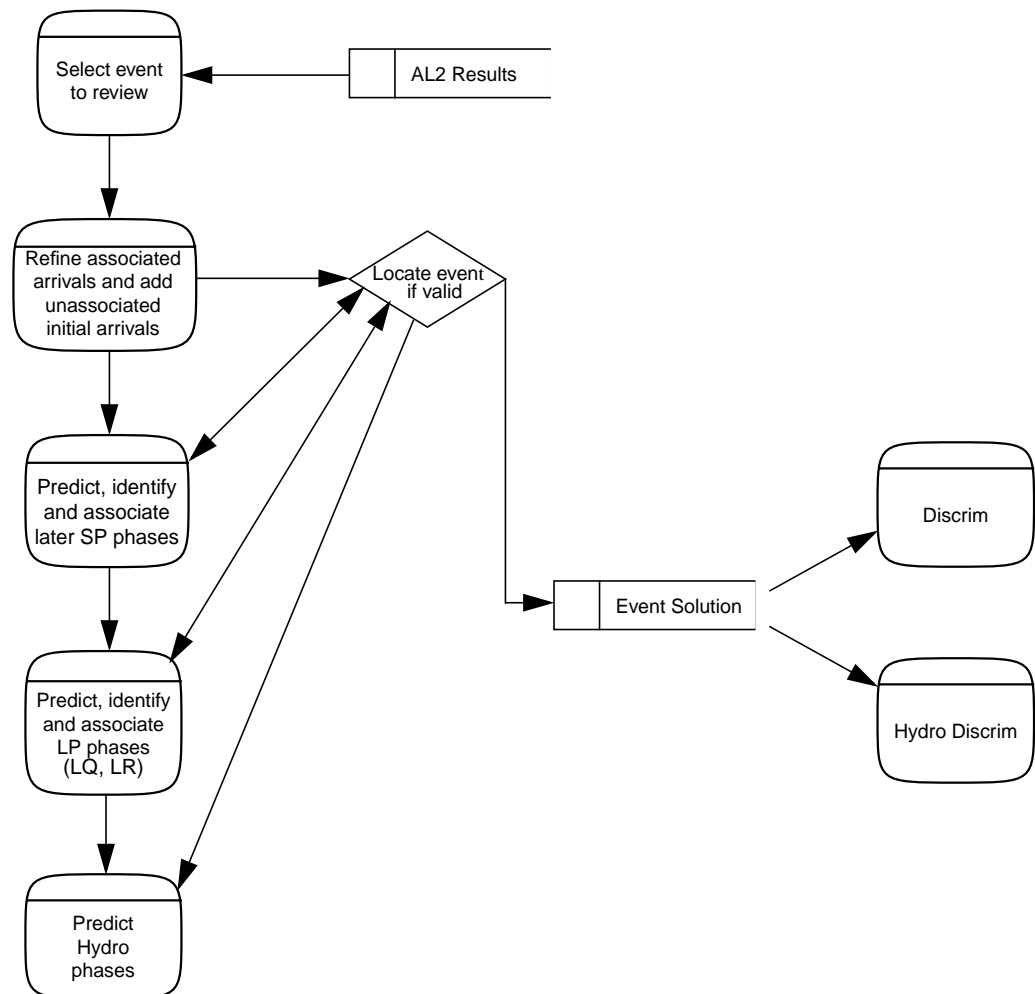 Select event
to review
AL2 Results
Refine associated
arrivals and add
unassociated
initial arrivals
Locate event
if valid
Predict, identify
and associate
later SP phases
Discrim
Event Solution
Predict, identify
and associate
LP phases
(LQ, LR)
Hydro Discrim
Predict
Hydro
phases